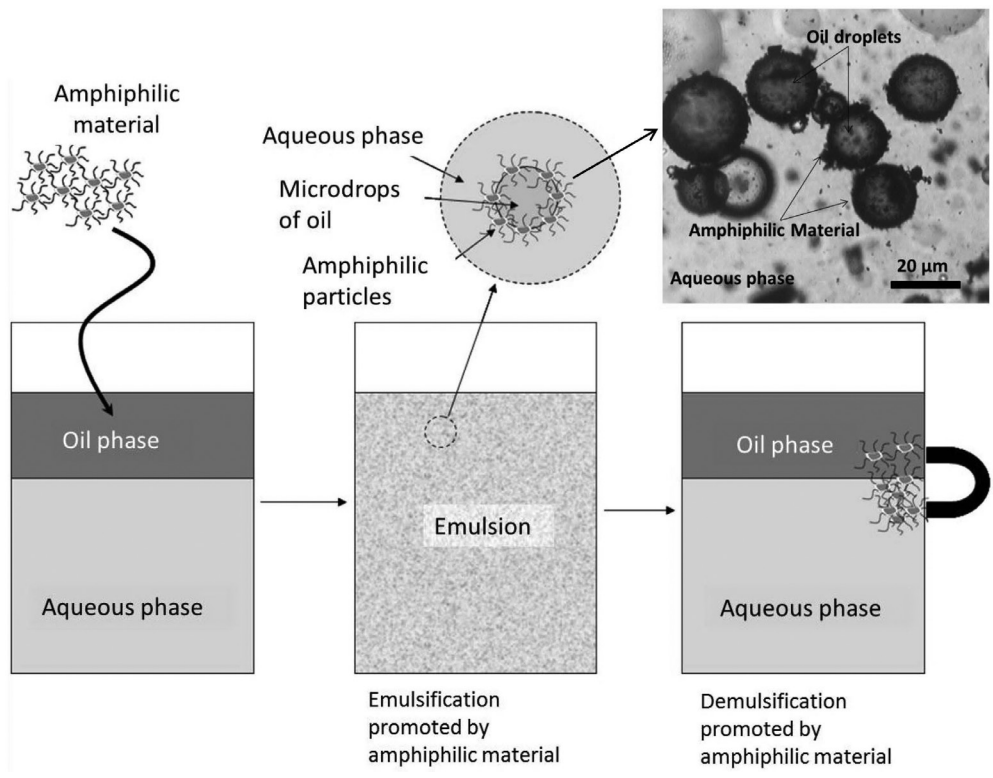 Amphiphilic
material
Aqueous phase
Microdrops
of oil
Amphiphilic
particles
Oil droplets
Amphiphilic Material
Aqueous phase
20 µm
Oil phase
Aqueous phase
Emulsion
Oil phase
Aqueous phase
Emulsification
promoted by
amphiphilic material
Demulsification
promoted by
amphiphilic material